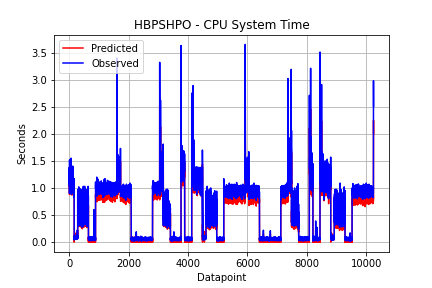 HBPSHPO - CPU System Time
Predicted
Observed
3.5
3.0
2.5
2.0
1.5
1.0
0.5
0.0
Seconds
0
2000
4000
6000
8000
10000
Datapoint